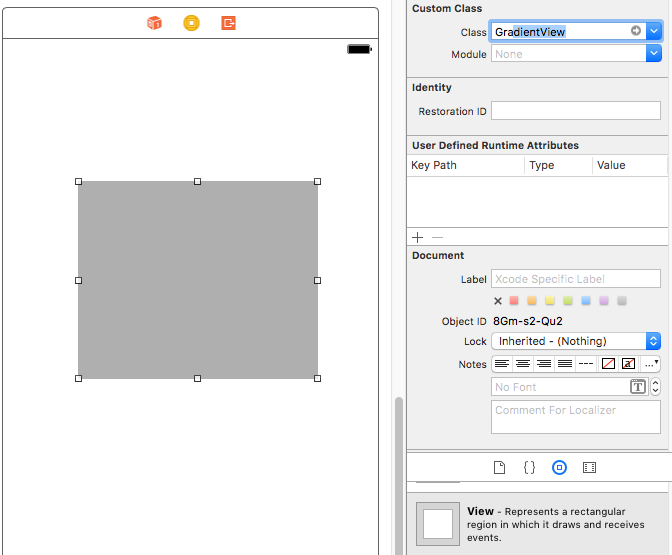 Custom Class
Class GradientView
Module None
Identity
Restoration ID
User Defined Runtime Attributes
Key Path Type Value
Document
Label Xcode Specific Label
Object ID 8Gm-s2-Qu2
Lock Inherited - (Nothing)
Notes
No Font T
Comment For Localizer
{}
View - Represents a rectangular
region in which it draws and receives
events.